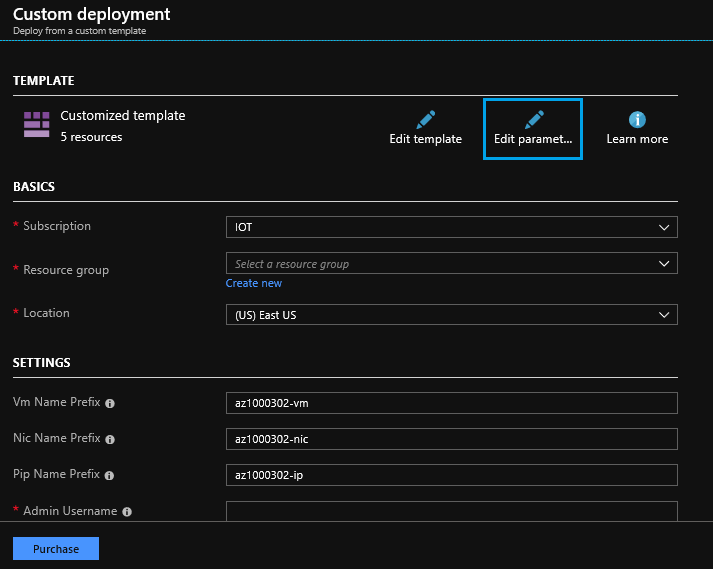 Custom deployment
Deploy from a custom template
TEMPLATE
Customized template
5 resources
Edit template
Edit paramet...
Learn more
BASICS
* Subscription
IOT
* Resource group
Select a resource group
Create new
* Location
(US) East US
SETTINGS
Vm Name Prefix
az1000302-vm
Nic Name Prefix
az1000302-nic
Pip Name Prefix
az1000302-ip
* Admin Username
Purchase